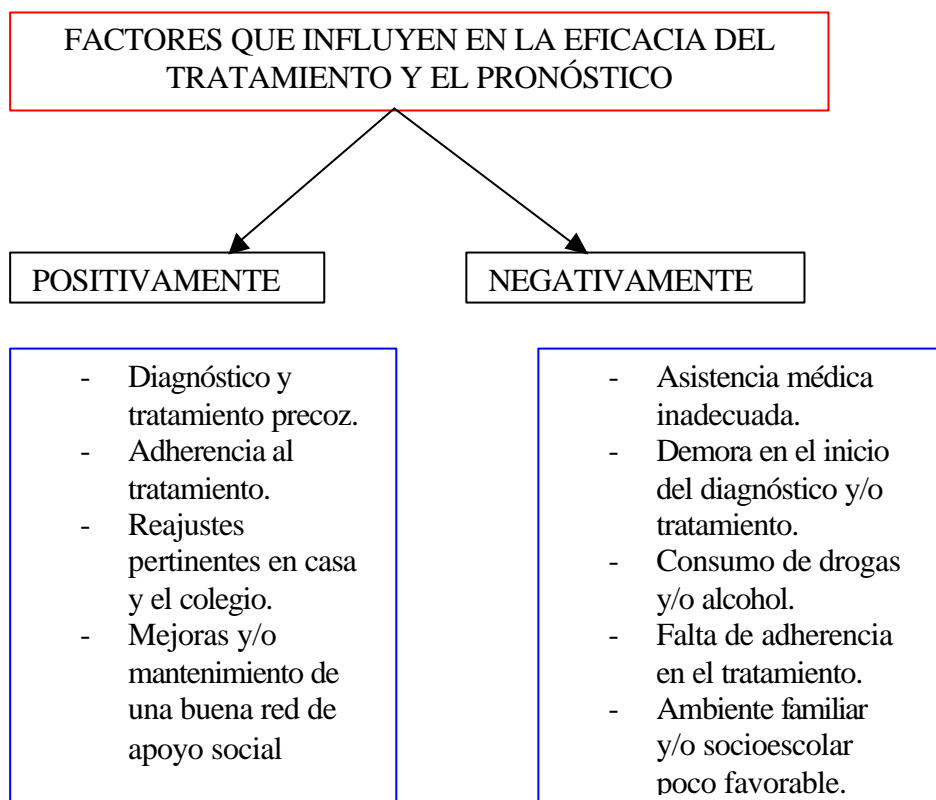 FACTORES QUE INFLUYEN EN LA EFICACIA DEL
TRATAMIENTO Y EL PRONÓSTICO
POSITIVAMENTE
NEGATIVAMENTE
- Diagnóstico y
tratamiento precoz.
- Adherencia al
tratamiento.
- Reajustes
pertinentes en casa
y el colegio.
- Mejoras y/o
mantenimiento de
una buena red de
apoyo social
- Asistencia médica
inadecuada.
- Demora en el inicio
del diagnóstico y/o
tratamiento.
- Consumo de drogas
y/o alcohol.
- Falta de adherencia
en el tratamiento.
- Ambiente familiar
y/o socioescolar
poco favorable.